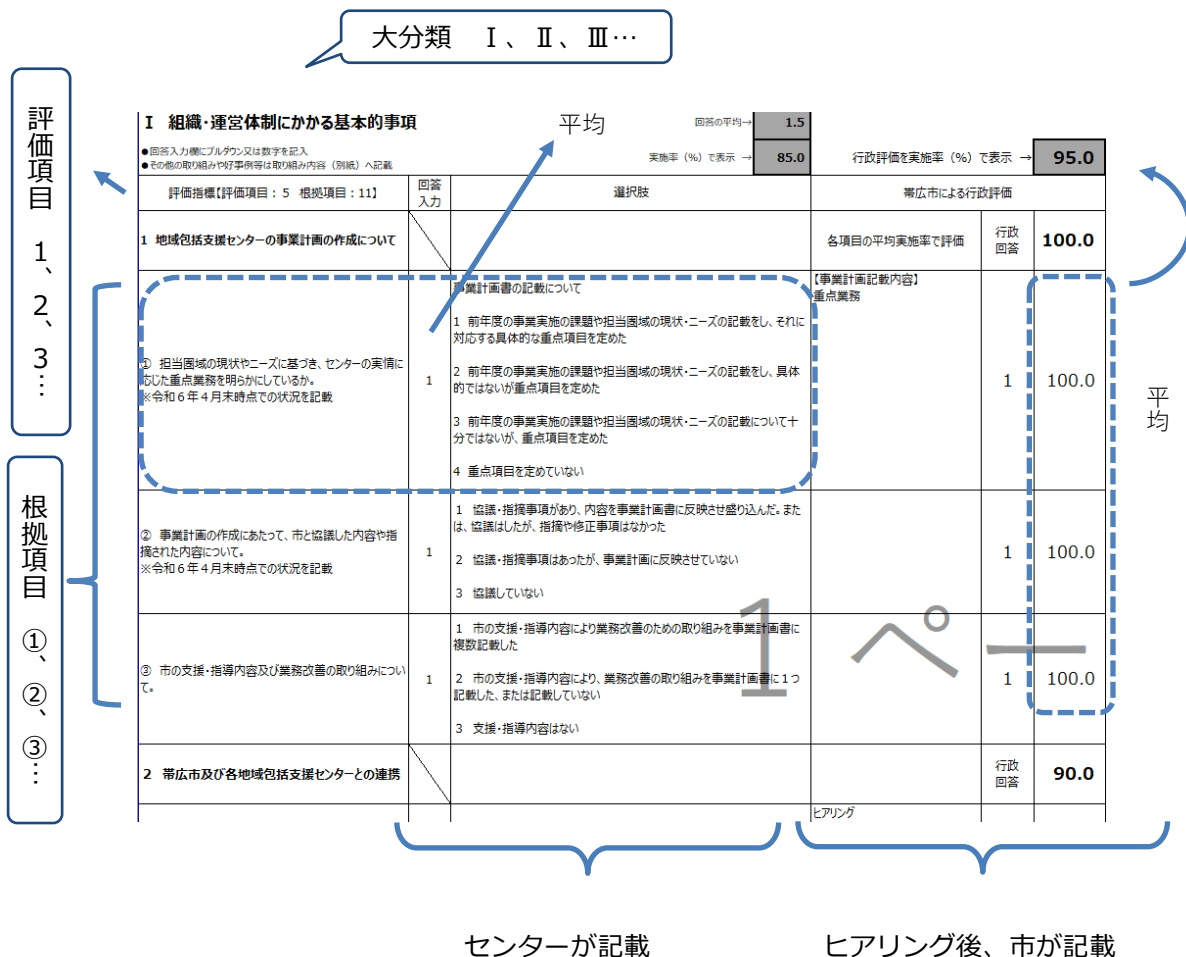 大分類　Ⅰ、Ⅱ、Ⅲ…
評価項目　1、2、3…
根拠項目　①、②、③…
Ⅰ　組織・運営体制にかかる基本的事項
平均
回答の平均→
1.5
●回答入力欄にプルダウン又は数字を記入
●その他の取り組みや好事例等は取り組み内容（別紙）へ記載
実施率（%）で表示　→
85.0
行政評価を実施率（%）で表示　→
95.0
評価指標【評価項目：5　根拠項目：11】
回答
入力
選択肢
帯広市による行政評価
1　地域包括支援センターの事業計画の作成について
各項目の平均実施率で評価
行政
回答
100.0
①　担当圏域の現状やニーズに基づき、センターの実情に
応じた重点業務を明らかにしているか。
※令和６年４月末時点での状況を記載
1
事業計画書の記載について
1　前年度の事業実施の課題や担当圏域の現状・ニーズの記載をし、それに
対応する具体的な重点項目を定めた
2　前年度の事業実施の課題や担当圏域の現状・ニーズの記載をし、具体
的ではないが重点項目を定めた
3　前年度の事業実施の課題や担当圏域の現状・ニーズの記載について十
分ではないが、重点項目を定めた
4　重点項目を定めていない
【事業計画記載内容】
重点業務
1
100.0
平均
②　事業計画の作成にあたって、市と協議した内容や指
摘された内容について。
※令和６年４月末時点での状況を記載
1
1　協議・指摘事項があり、内容を事業計画書に反映させ盛り込んだ。また
は、協議はしたが、指摘や修正事項はなかった
2　協議・指摘事項はあったが、事業計画に反映させていない
3　協議していない
1
100.0
③　市の支援・指導内容及び業務改善の取り組みについ
て。
1
1　市の支援・指導内容により業務改善のための取り組みを事業計画書に
複数記載した
2　市の支援・指導内容により、業務改善の取り組みを事業計画書に１つ
記載した、または記載していない
3　支援・指導内容はない
1
100.0
1 ペー
2　帯広市及び各地域包括支援センターとの連携
行政
回答
90.0
ヒアリング
センターが記載
ヒアリング後、市が記載